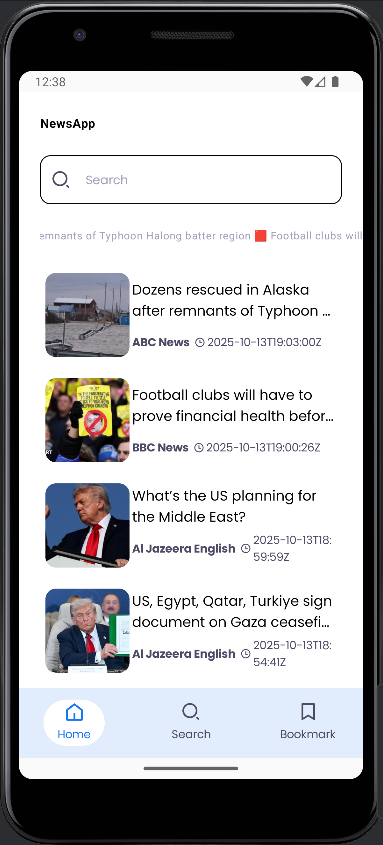 12:38
NewsApp
Search
emnants of Typhoon Halong batter region 🟥 Football clubs will
Dozens rescued in Alaska
after remnants of Typhoon ...
ABC News 2025-10-13T19:03:00Z
Football clubs will have to
prove financial health befor...
BBC News 2025-10-13T19:00:26Z
What's the US planning for
the Middle East?
Al Jazeera English 2025-10-13T18:
59:59Z
US, Egypt, Qatar, Turkiye sign
document on Gaza ceasefi...
Al Jazeera English 2025-10-13T18:
54:41Z
Home Search Bookmark